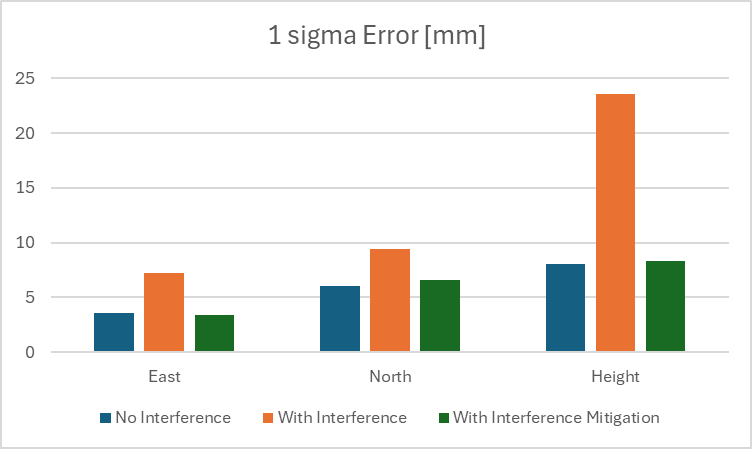 1 sigma Error [mm]
25
20
15
10
5
0
East North Height
No Interference With Interference With Interference Mitigation